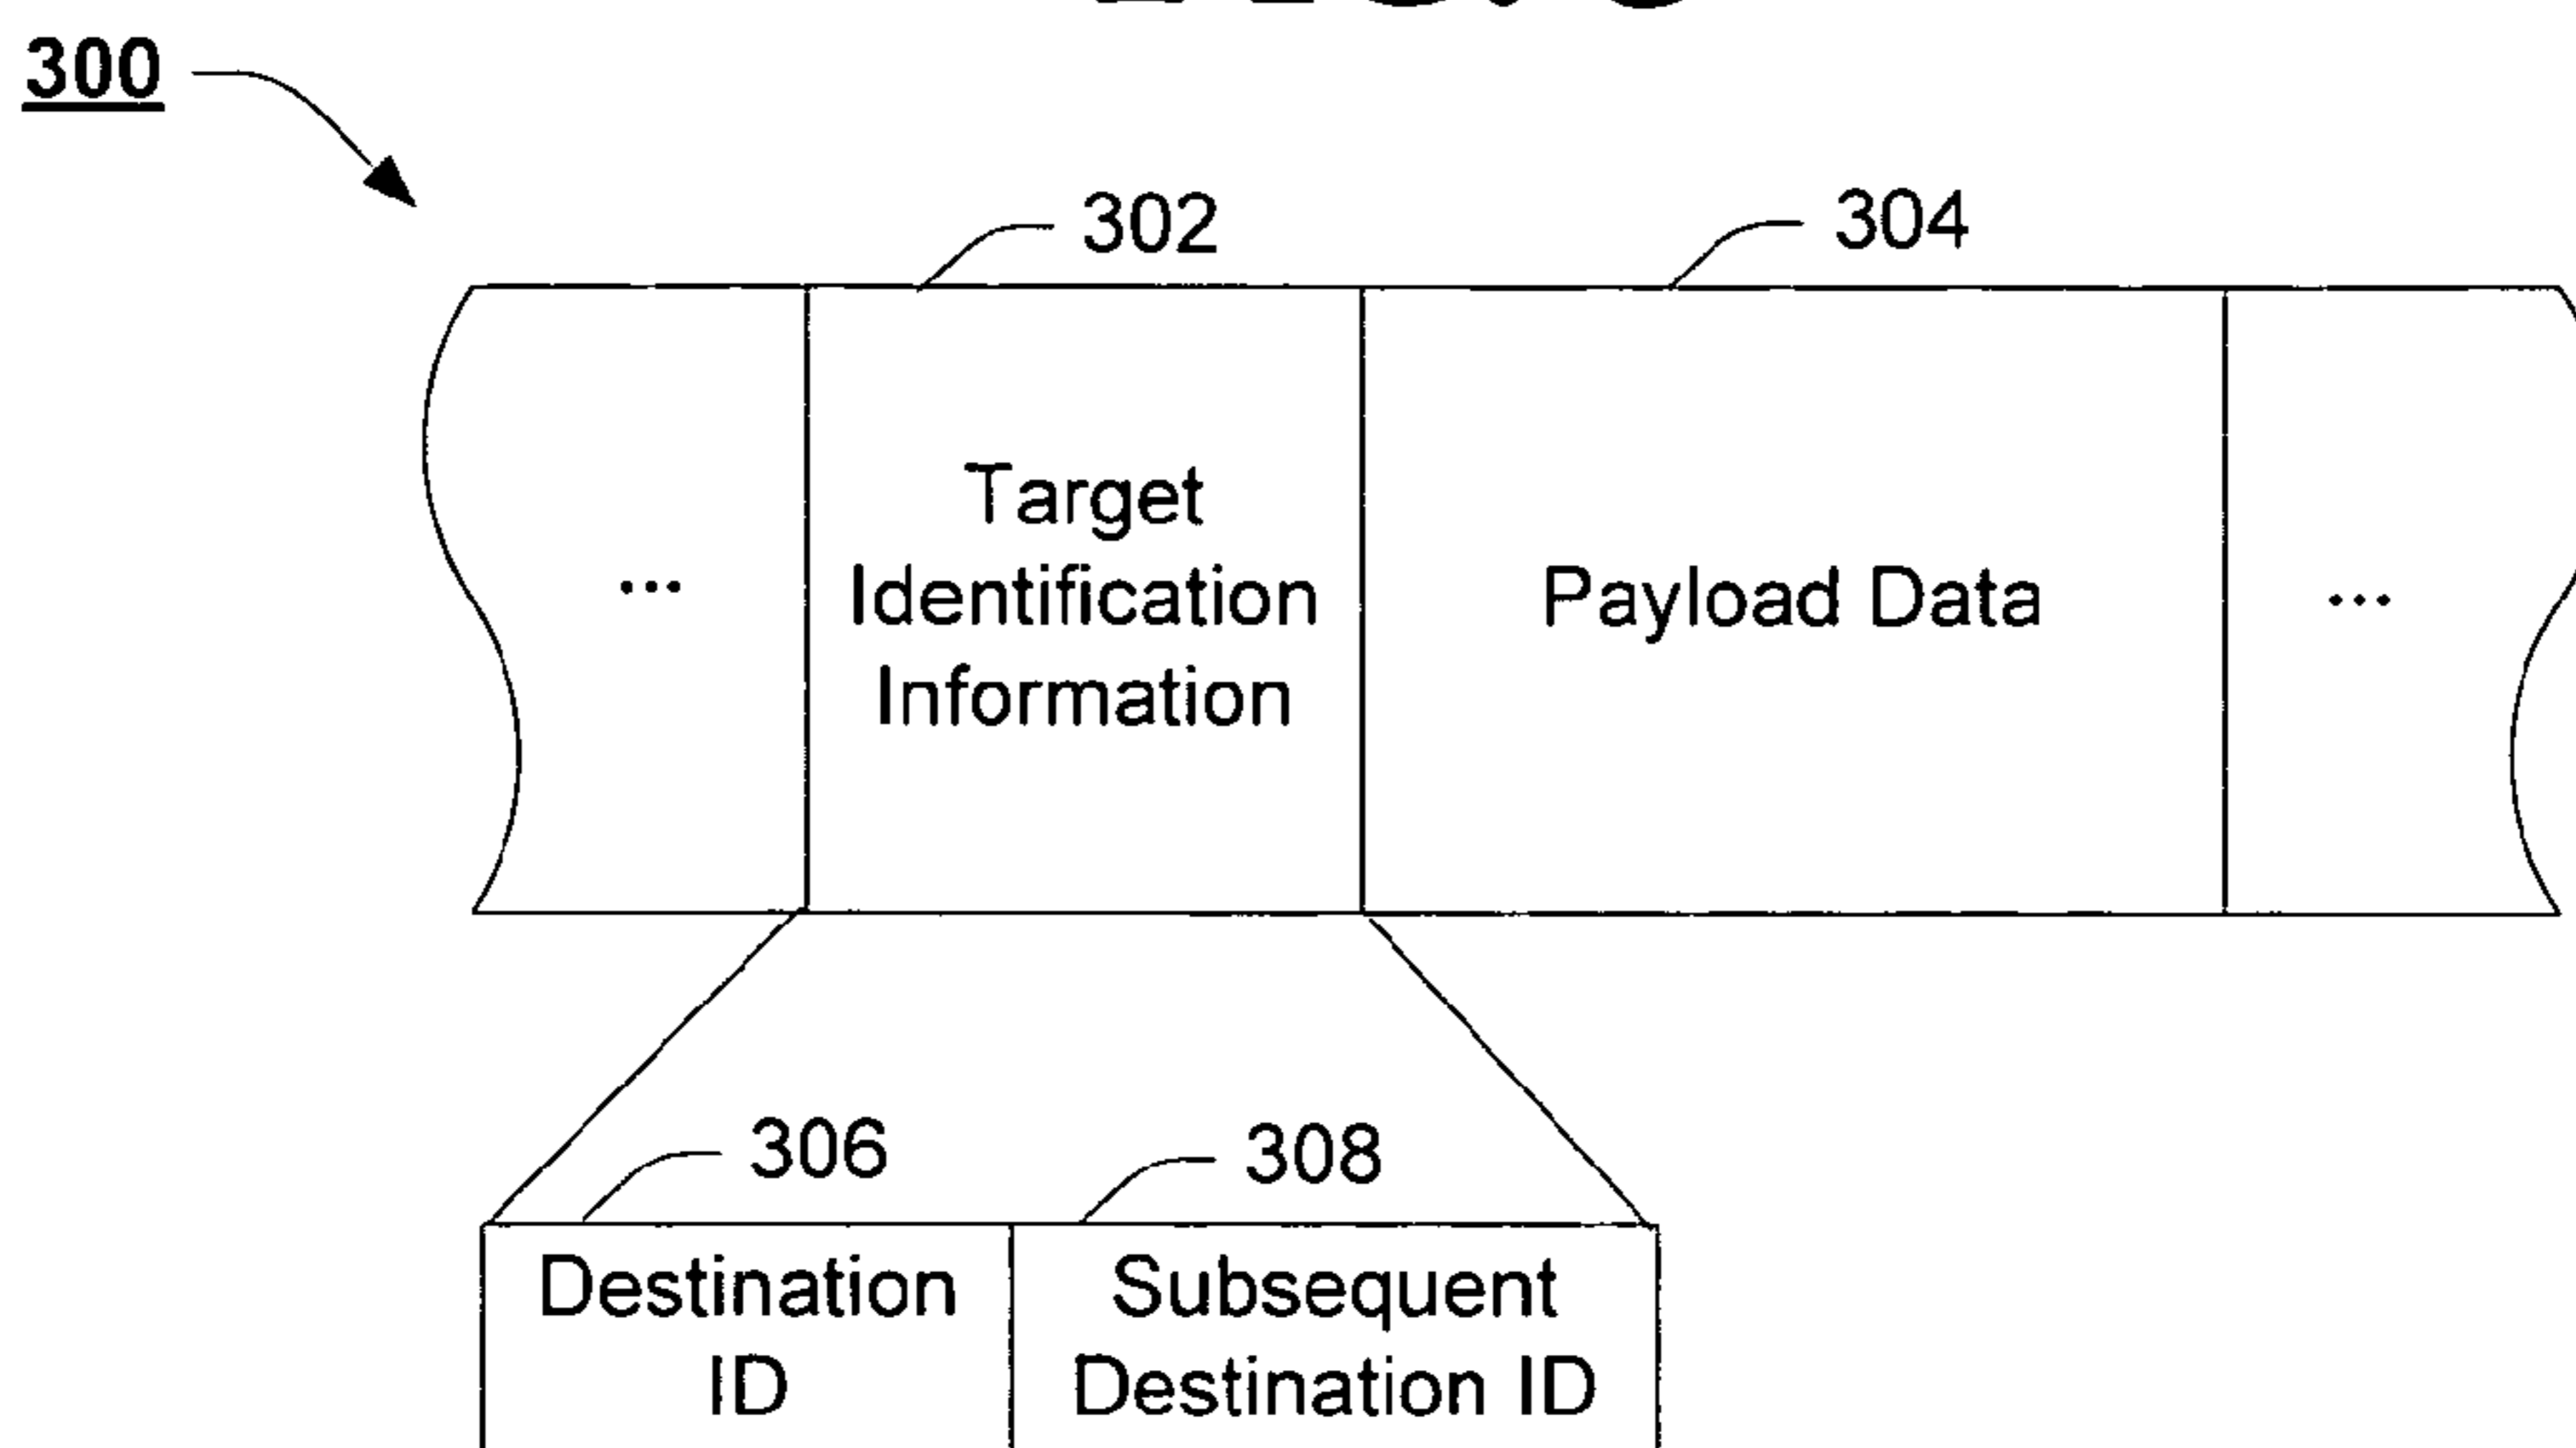 300
302
304
...
Target
Identification
Information
Payload Data
...
306
308
Destination
ID
Subsequent
Destination ID